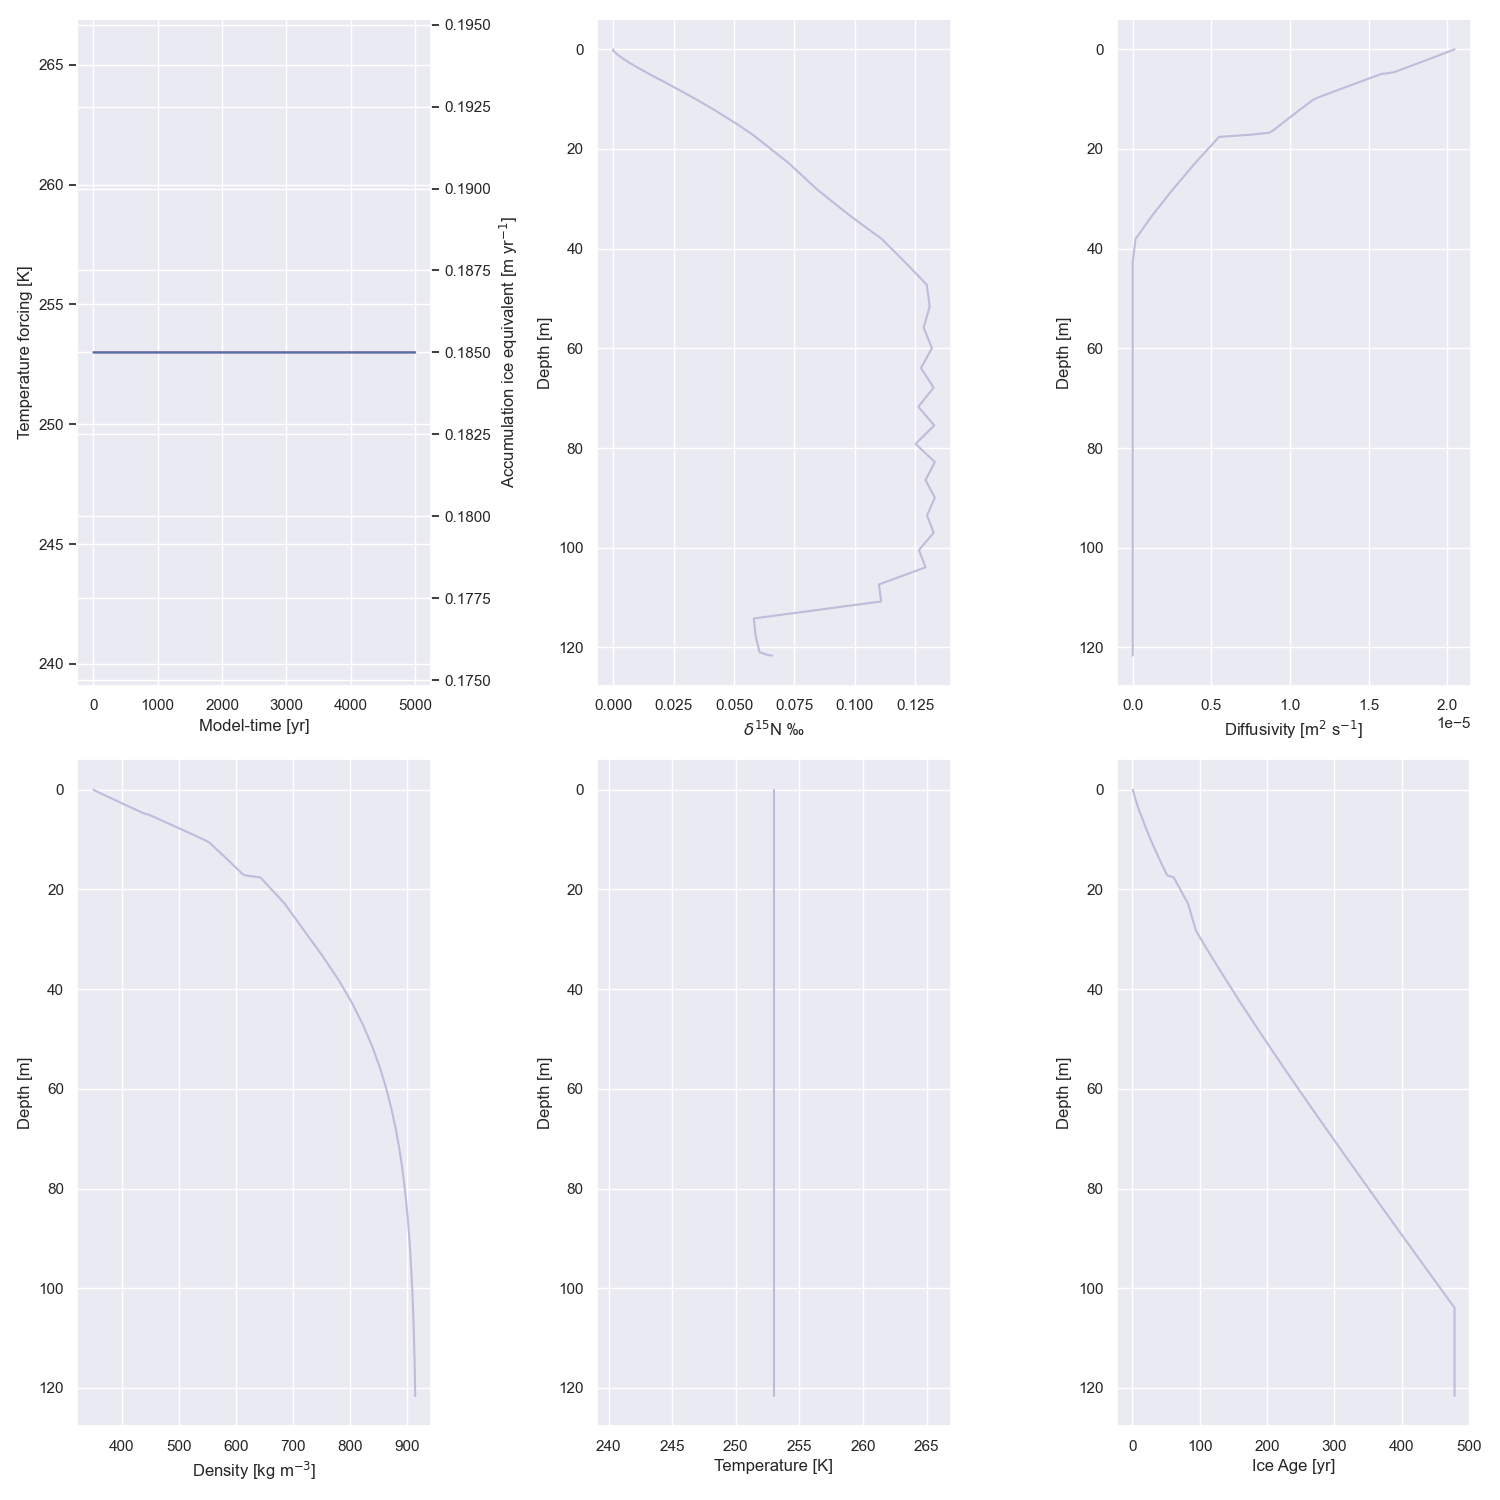 Temperature forcing [K]
265
260
255
250
245
240
0 1000 2000 3000 4000 5000
Model-time [yr]
0.1950
0.1925
0.1900
0.1875
0.1850
0.1825
0.1800
0.1775
0.1750
Accumulation ice equivalent [m yr⁻¹]
Depth [m]
0
20
40
60
80
100
120
0.000 0.025 0.050 0.075 0.100 0.125
δ¹⁵N ‰
Depth [m]
0
20
40
60
80
100
120
0.0 0.5 1.0 1.5 2.0
1e−5
Diffusivity [m² s⁻¹]
Depth [m]
0
20
40
60
80
100
120
400 500 600 700 800 900
Density [kg m⁻³]
Depth [m]
0
20
40
60
80
100
120
240 245 250 255 260 265
Temperature [K]
Depth [m]
0
20
40
60
80
100
120
0 100 200 300 400 500
Ice Age [yr]